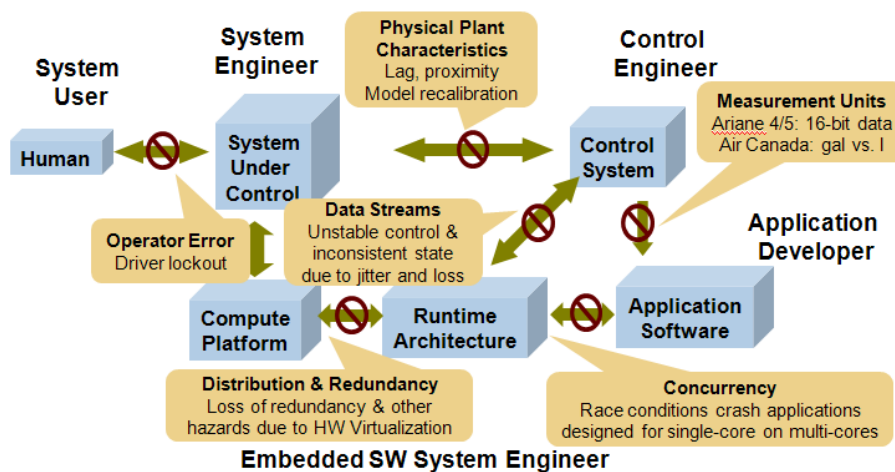 Physical Plant
Characteristics
Lag, proximity
Model recalibration
System
Engineer
Control
Engineer
System
User
Measurement Units
Ariane 4/5: 16-bit data
Air Canada: gal vs. l
Human
System
Under
Control
Control
System
Data Streams
Unstable control &
inconsistent state
due to jitter and loss
Operator Error
Driver lockout
Application
Developer
Compute
Platform
Runtime
Architecture
Application
Software
Distribution & Redundancy
Loss of redundancy & other
hazards due to HW Virtualization
Concurrency
Race conditions crash applications
designed for single-core on multi-cores
Embedded SW System Engineer